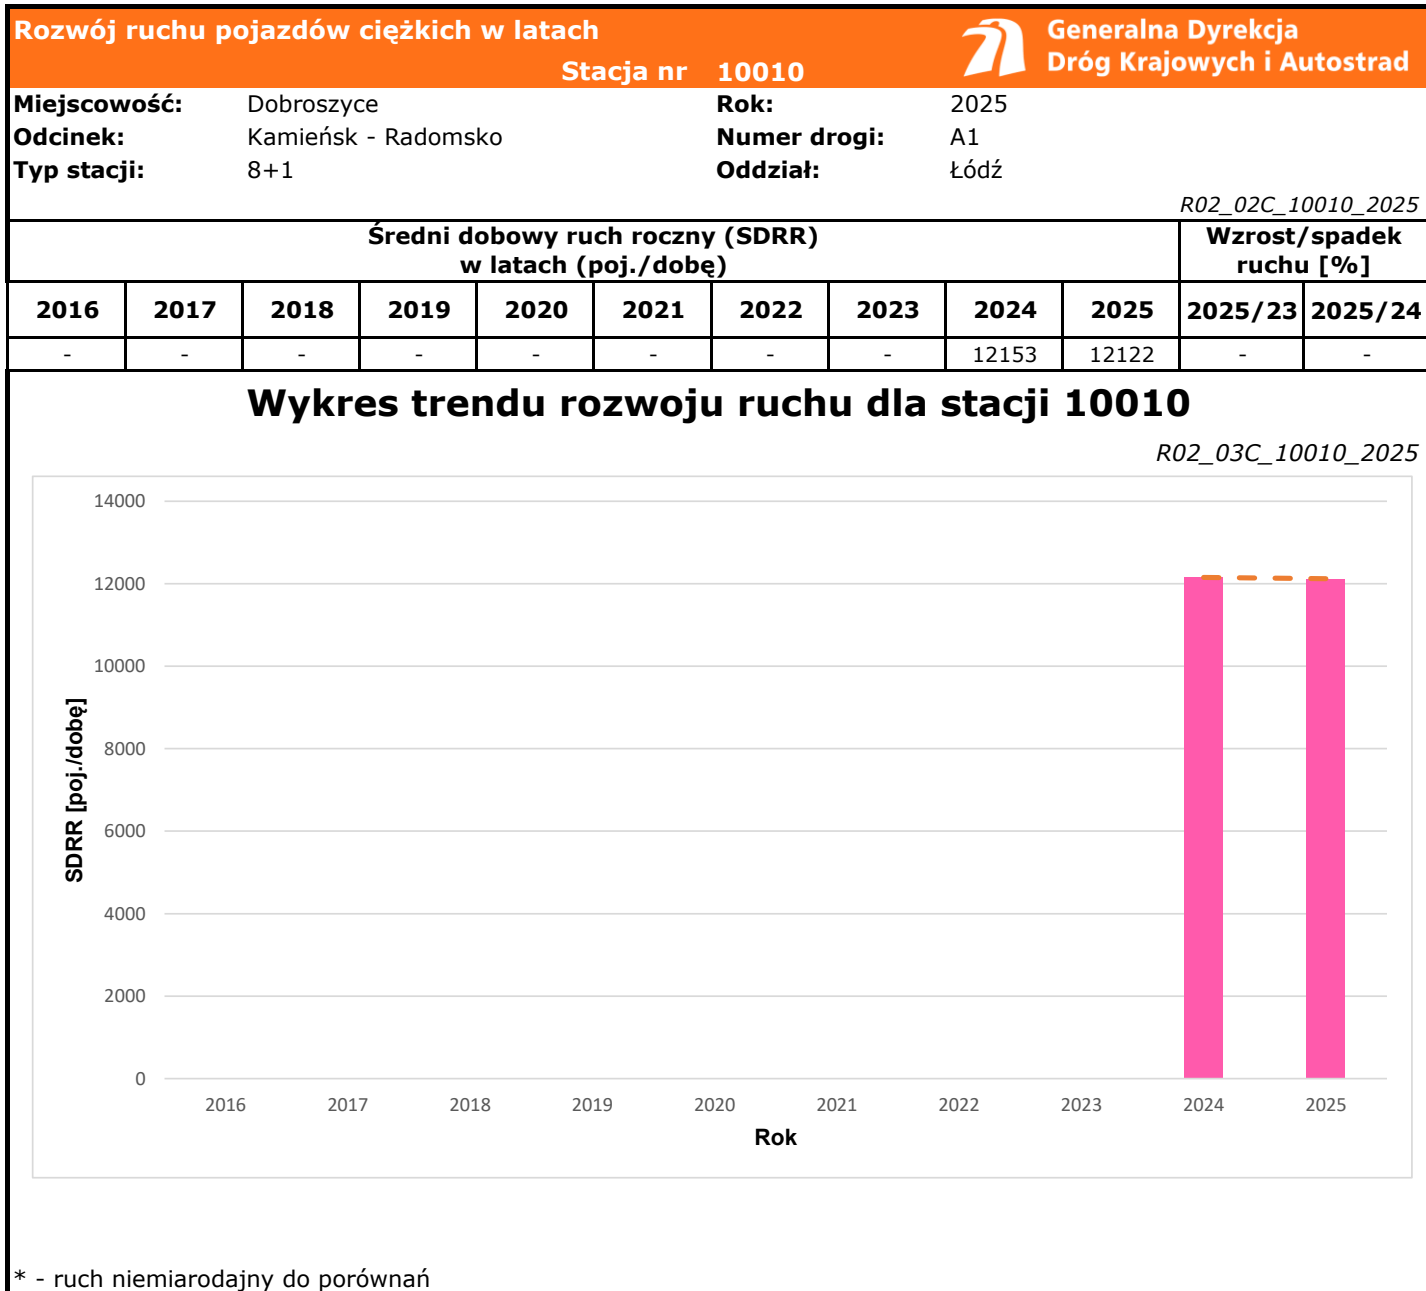 Rozwój ruchu pojazdów ciężkich w latach
Stacja nr 10010
Generalna Dyrekcja
Dróg Krajowych i Autostrad
Miejscowość: Dobroszyce Rok: 2025
Odcinek: Kamieńsk - Radomsko Numer drogi: A1
Typ stacji: 8+1 Oddział: Łódź
R02_02C_10010_2025
Średni dobowy ruch roczny (SDRR)
w latach (poj./dobę)
Wzrost/spadek
ruchu [%]
2016 2017 2018 2019 2020 2021 2022 2023 2024 2025 2025/23 2025/24
- - - - - - - - 12153 12122 - -
Wykres trendu rozwoju ruchu dla stacji 10010
R02_03C_10010_2025
SDRR [poj./dobę]
14000
12000
10000
8000
6000
4000
2000
0
2016 2017 2018 2019 2020 2021 2022 2023 2024 2025
Rok
* - ruch niemiarodajny do porównań